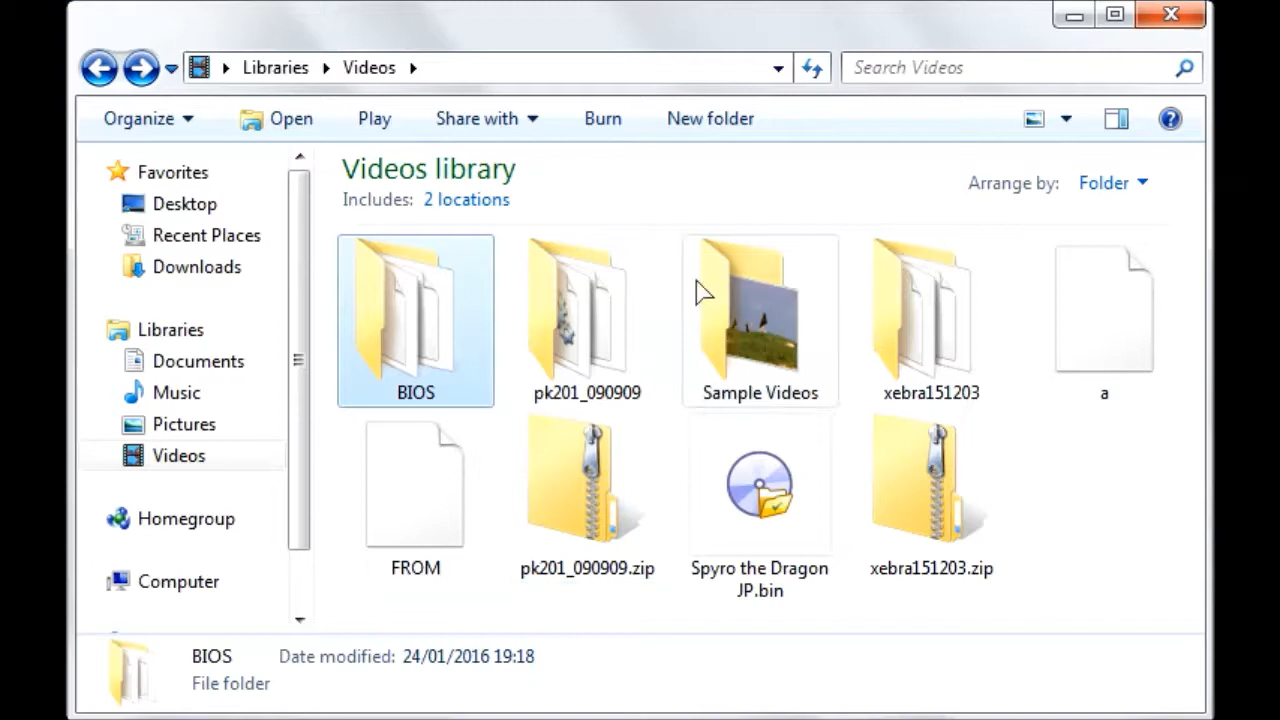 Libraries
Videos
Search Videos
Organize
Open
Play
Share with
Burn
New folder
Favorites
Desktop
Recent Places
Downloads
Libraries
Documents
Music
Pictures
Videos
Homegroup
Computer
Videos library
Includes: 2 locations
Arrange by: Folder
BIOS
pk201_090909
Sample Videos
xebra151203
a
FROM
pk201_090909.zip
Spyro the Dragon
JP.bin
xebra151203.zip
BIOS
Date modified: 24/01/2016 19:18
File folder